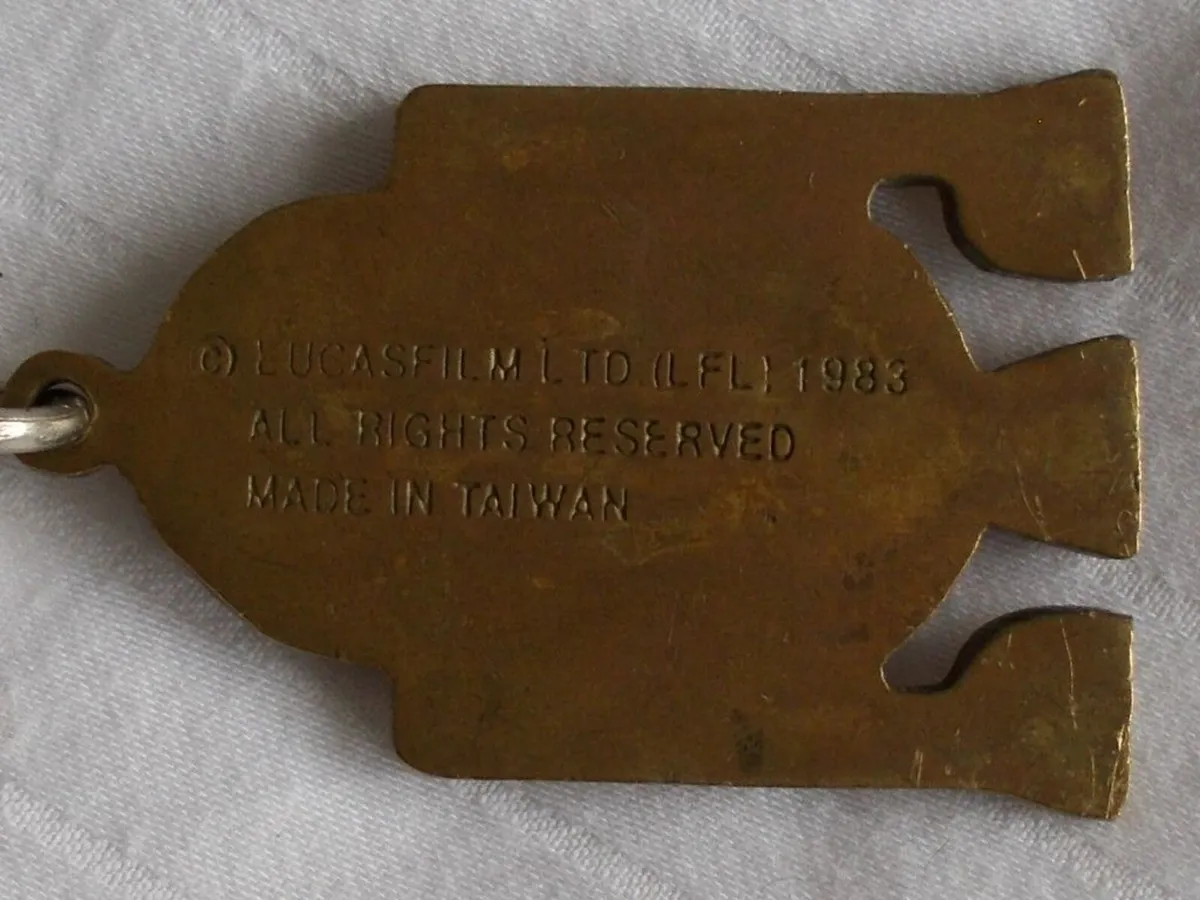 © LUCASFILM LTD. (LFL) 1983
ALL RIGHTS RESERVED
MADE IN TAIWAN